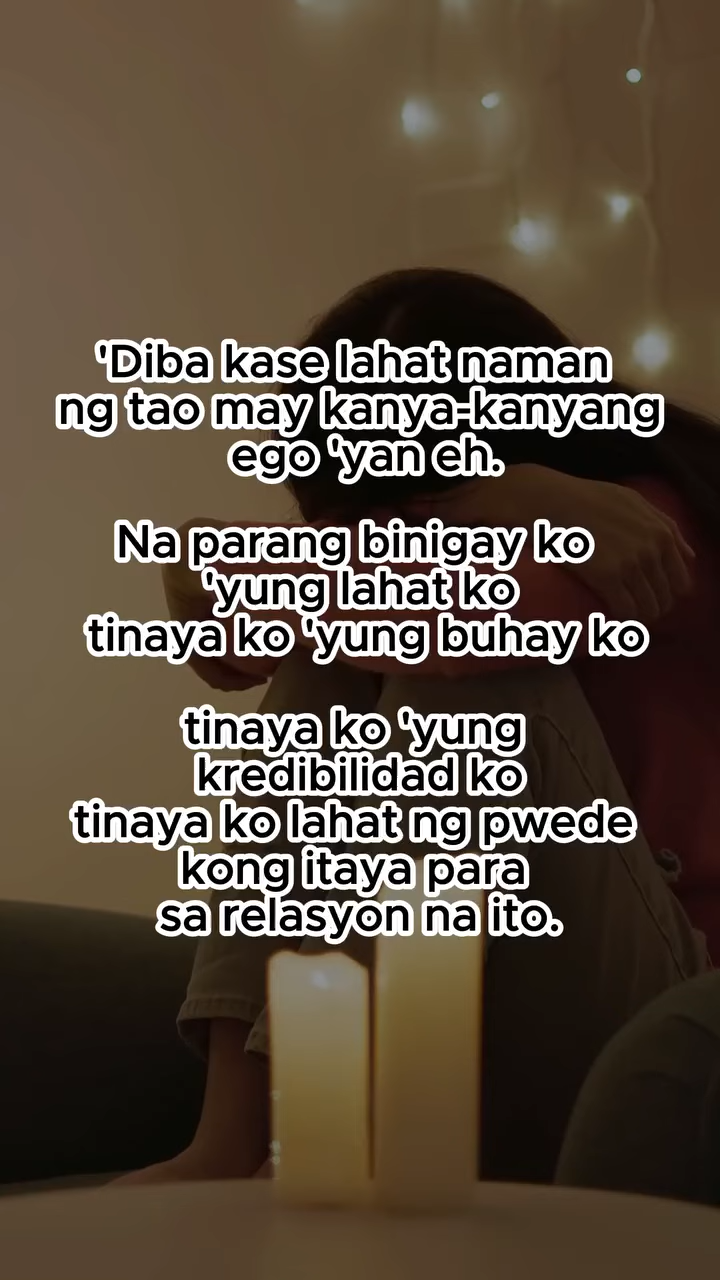 'Diba kase lahat naman
ng tao may kanya-kanyang
ego 'yan eh.
Na parang binigay ko
'yung lahat ko
tinaya ko 'yung buhay ko
tinaya ko 'yung
kredibilidad ko
tinaya ko lahat ng pwede
kong itaya para
sa relasyon na ito.